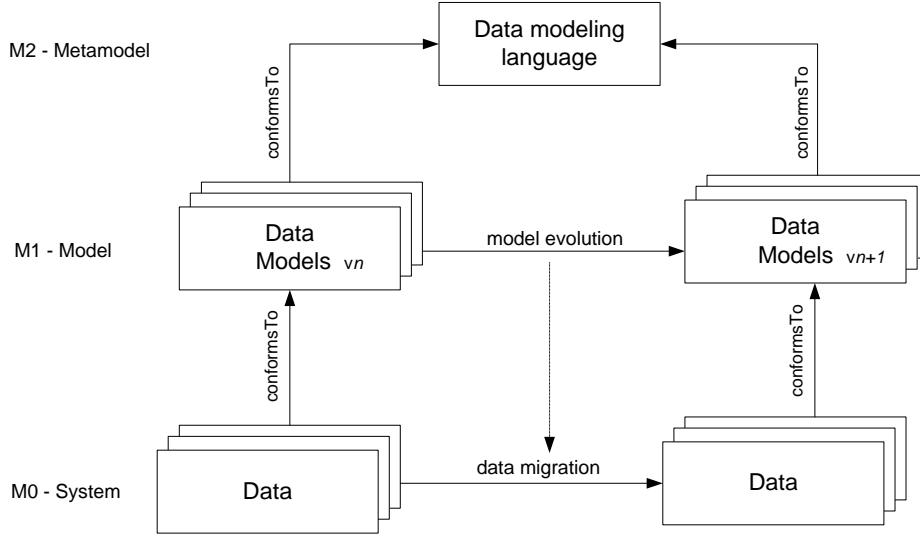 M2 - Metamodel
Data modeling
language
conformsTo
conformsTo
M1 - Model
Data
Models vn
model evolution
Data
Models vn+1
conformsTo
conformsTo
M0 - System
Data
data migration
Data